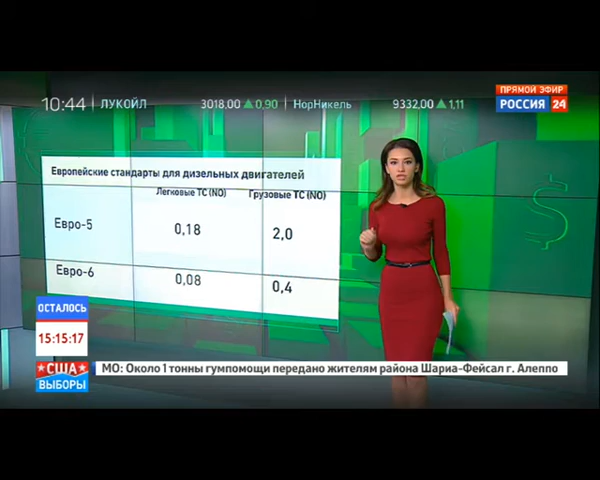 10:44 ЛУКОЙЛ 3018,00 ▲ 0,90 НорНикель 9332,00 ▲ 1,11
ПРЯМОЙ ЭФИР
РОССИЯ 24
Европейские стандарты для дизельных двигателей
Легковые ТС (NO) Грузовые ТС (NO)
Евро-5 0,18 2,0
Евро-6 0,08 0,4
ОСТАЛОСЬ
15:15:17
США
ВЫБОРЫ
МО: Около 1 тонны гумпомощи передано жителям района Шариа-Фейсал г. Алеппо